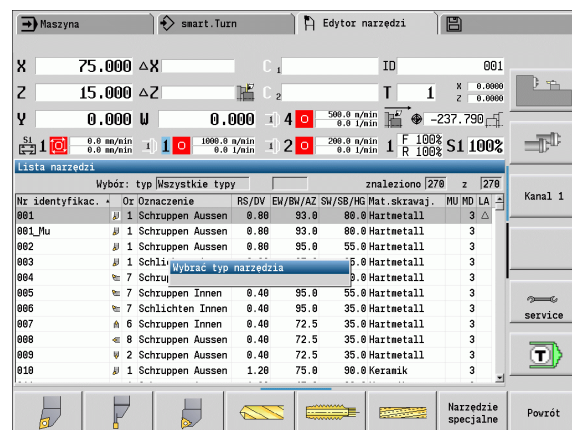 Maszyna smart.Turn Edytor narzędzi
X 75.000 △X C 1 ID 001
Z 15.000 △Z C 2 T 1 X 0.0000 Z 0.0000
Y 0.000 W 0.000 4 500.0 m/min 0.0 1/min -237.790
S1 1 0.0 mm/min 0.0 mm/min 1 1000.0 m/min 0.0 1/min 2 200.0 m/min 0.0 1/min 1 F 100% R 100% S1 100%
Lista narzędzi
Wybór: typ Wszystkie typy znaleziono 270 z 270
Nr identyfikac. Or Oznaczenie RS/DV EW/BW/AZ SW/SB/HG Mat.skrawaj. MU MD LA
001 1 Schruppen Aussen 0.80 93.0 80.0 Hartmetall 3 △
001_Mu 1 Schruppen Aussen 0.80 93.0 80.0 Hartmetall 3
002 1 Schruppen Aussen 0.80 95.0 55.0 Hartmetall 3
003 1 Hartmetall 3
Wybrać typ narzędzia
004 7 Hartmetall 3
005 7 Schruppen Innen 0.40 95.0 55.0 Hartmetall 3
006 7 Schlichten Innen 0.40 95.0 35.0 Hartmetall 3
007 6 Schruppen Innen 0.40 72.5 35.0 Hartmetall 3
008 8 Schruppen Aussen 0.40 72.5 35.0 Hartmetall 3
009 2 Schruppen Aussen 0.40 72.5 35.0 Hartmetall 3
010 1 Schruppen Aussen 1.20 75.0 90.0 Keramik 3
Kanal 1
service
T
Narzędzie
specjalne
Powrót